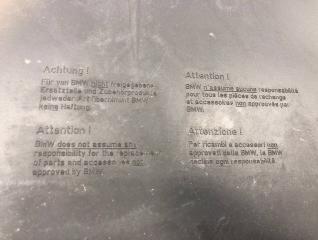 Achtung !
Für von BMW nicht freigegebene
Ersatzteile und Zubehörprodukte
jedweder Art übernimmt BMW
keine Haftung.
Attention !
BMW does not assume any
responsibility for the replace
of parts and accessories not
approved by BMW.
Attention !
BMW n'assume aucune responsabilité
pour tous les pièces de rechange
et accessoires non approuvés par
BMW.
Attenzione !
Per ricambi e accessori non
approvati dalla BMW, la BMW
declina ogni responsabilità.